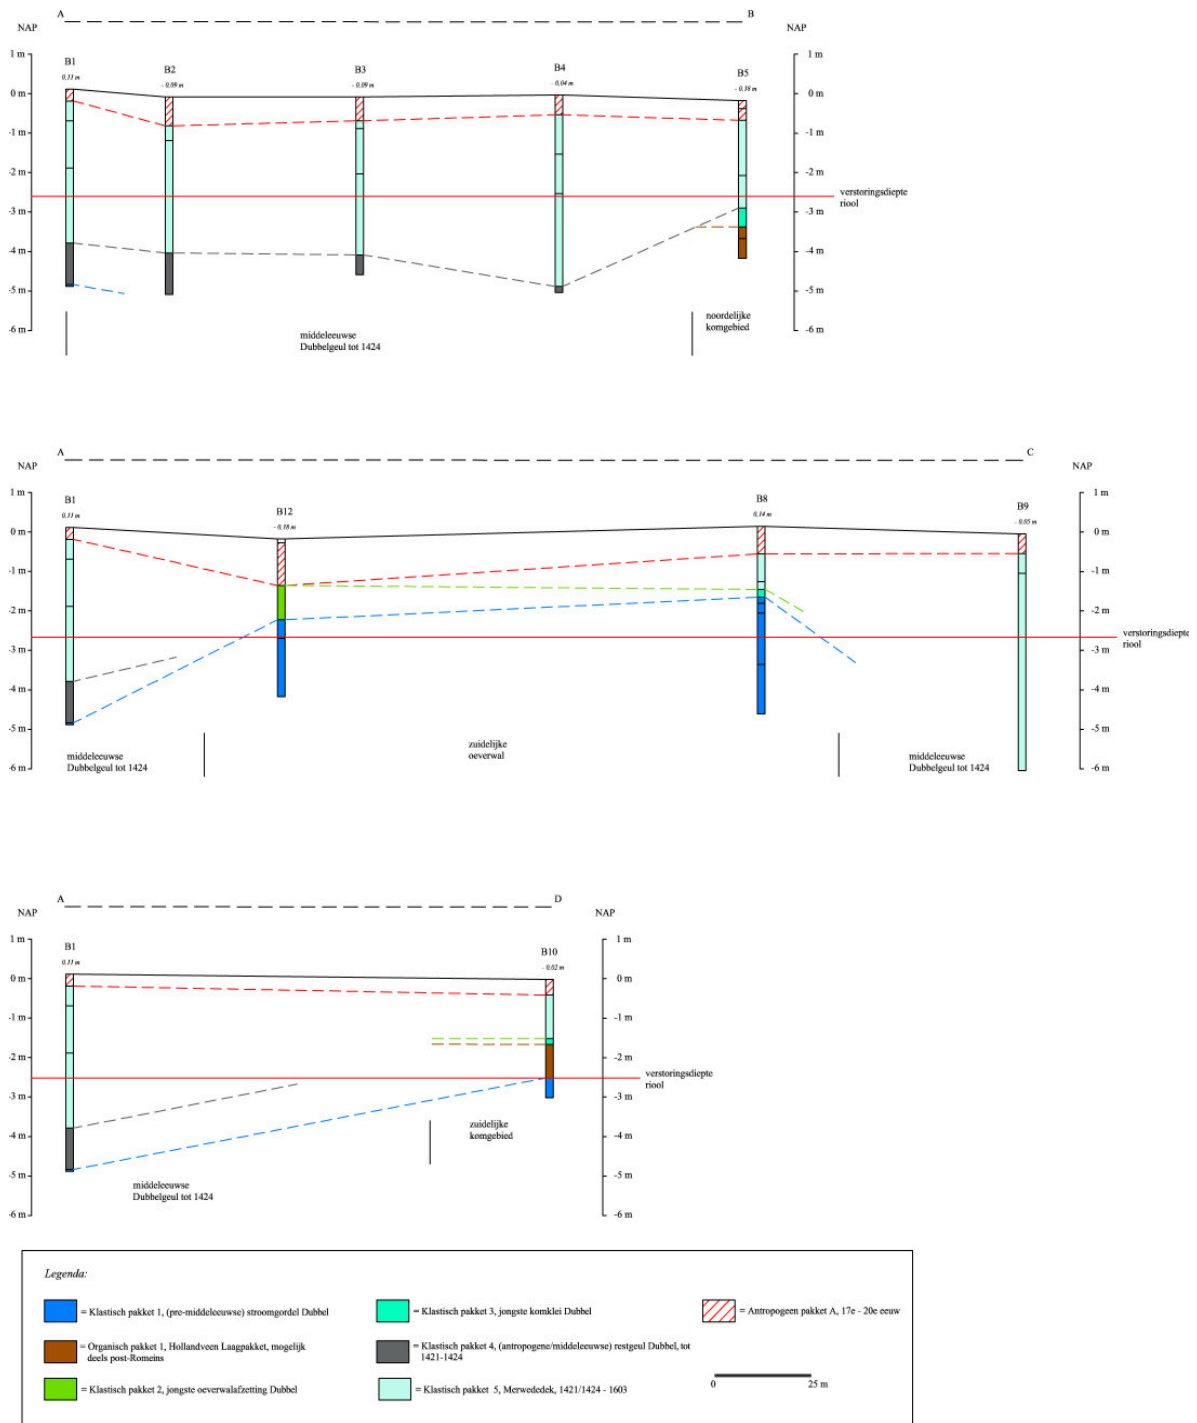 A B
NAP NAP
B1 B2 B3 B4 B5
0.11 m - 0.09 m - 0.09 m - 0.04 m - 0.18 m
1 m 1 m
0 m 0 m
-1 m -1 m
-2 m -2 m
verstoringsdiepte
riool
-3 m -3 m
-4 m -4 m
-5 m -5 m
-6 m -6 m
middeleeuwse
Dubbelgeul tot 1424
noordelijke
komgebied
A C
NAP NAP
B1 B12 B8 B9
0.11 m - 0.18 m 0.14 m - 0.05 m
1 m 1 m
0 m 0 m
-1 m -1 m
-2 m -2 m
verstoringsdiepte
riool
-3 m -3 m
-4 m -4 m
-5 m -5 m
-6 m -6 m
middeleeuwse
Dubbelgeul tot 1424
zuidelijke
oeverwal
middeleeuwse
Dubbelgeul tot 1424
A D
NAP NAP
B1 B10
0.11 m - 0.02 m
1 m 1 m
0 m 0 m
-1 m -1 m
-2 m -2 m
verstoringsdiepte
riool
-3 m -3 m
-4 m -4 m
-5 m -5 m
-6 m -6 m
zuidelijke
komgebied
middeleeuwse
Dubbelgeul tot 1424
Legenda:
= Klastisch pakket 1, (pre-middeleeuwse) stroomgordel Dubbel
= Organisch pakket 1, Hollandveen Laagpakket, mogelijk
deels post-Romeins
= Klastisch pakket 2, jongste oeverwalafzetting Dubbel
= Klastisch pakket 3, jongste komklei Dubbel
= Klastisch pakket 4, (antropogene/middeleeuwse) restgeul Dubbel, tot
1421-1424
= Klastisch pakket 5, Merwededek, 1421/1424 - 1603
= Antropogeen pakket A, 17e - 20e eeuw
0 25 m